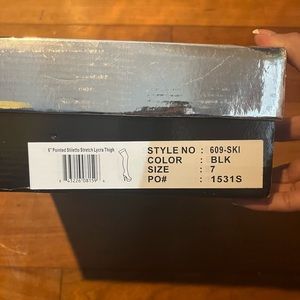 6" Pointed Stiletto Stretch Lycra Thigh
STYLE NO : 609-SKI
COLOR : BLK
SIZE : 7
PO# : 1531S